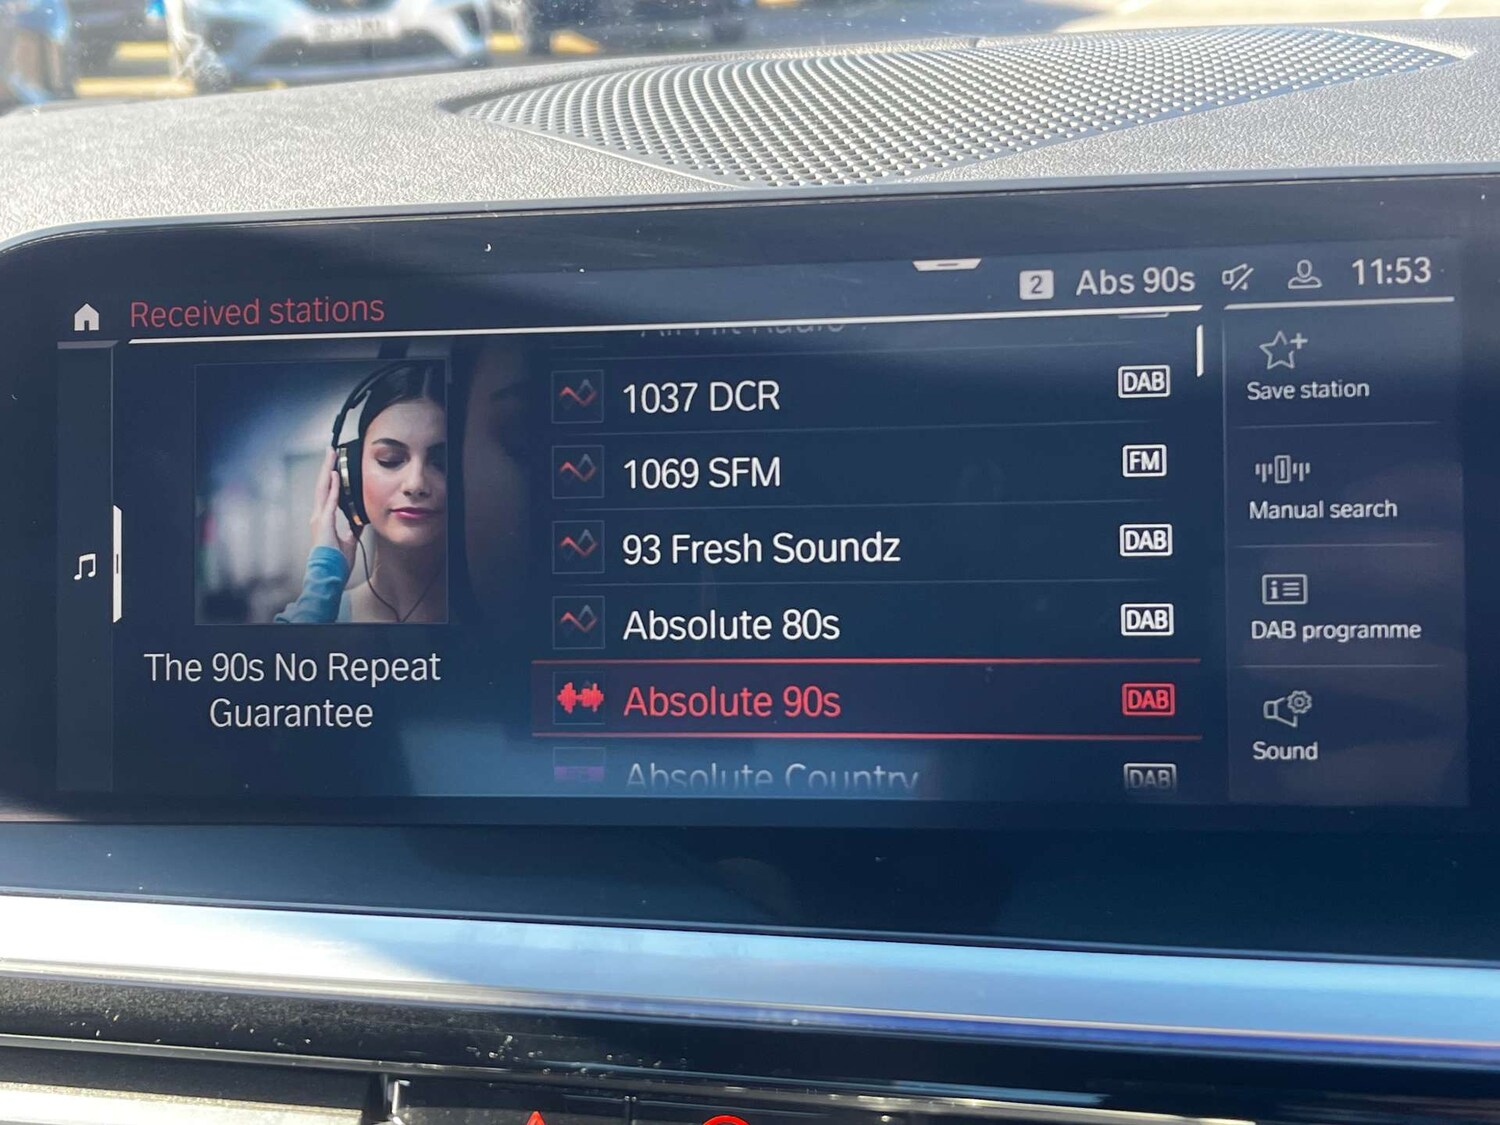 Received stations
2 Abs 90s 11:53
1037 DCR DAB
1069 SFM FM
93 Fresh Soundz DAB
Absolute 80s DAB
Absolute 90s DAB
Absolute Country DAB
The 90s No Repeat
Guarantee
Save station
Manual search
DAB programme
Sound